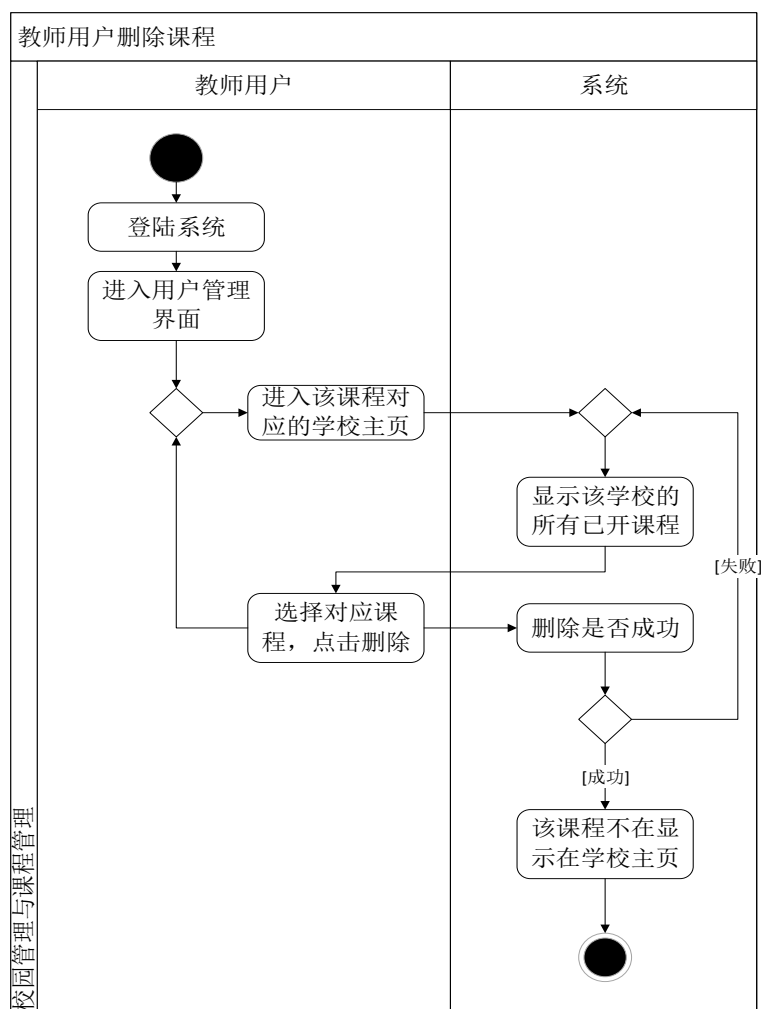 教师用户删除课程
教师用户
系统
登陆系统
进入用户管理
界面
进入该课程对
应的学校主页
显示该学校的
所有已开课程
[失败]
选择对应课
程，点击删除
删除是否成功
[成功]
该课程不在显
示在学校主页
校园管理与课程管理